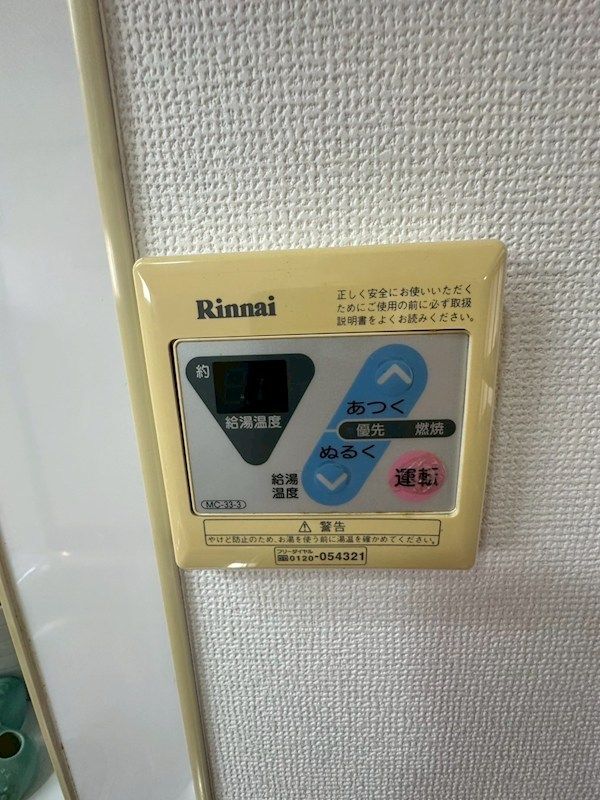 Rinnai
正しく安全にお使いいただく
ためにご使用の前に必ず取扱
説明書をよくお読みください。
約
給湯温度
あつく
優先 燃焼
ぬるく
給湯
温度
運転
MC-33-3
⚠ 警告
やけど防止のため、お湯を使う前に湯温を確かめてください。
フリーダイヤル
0120-054321